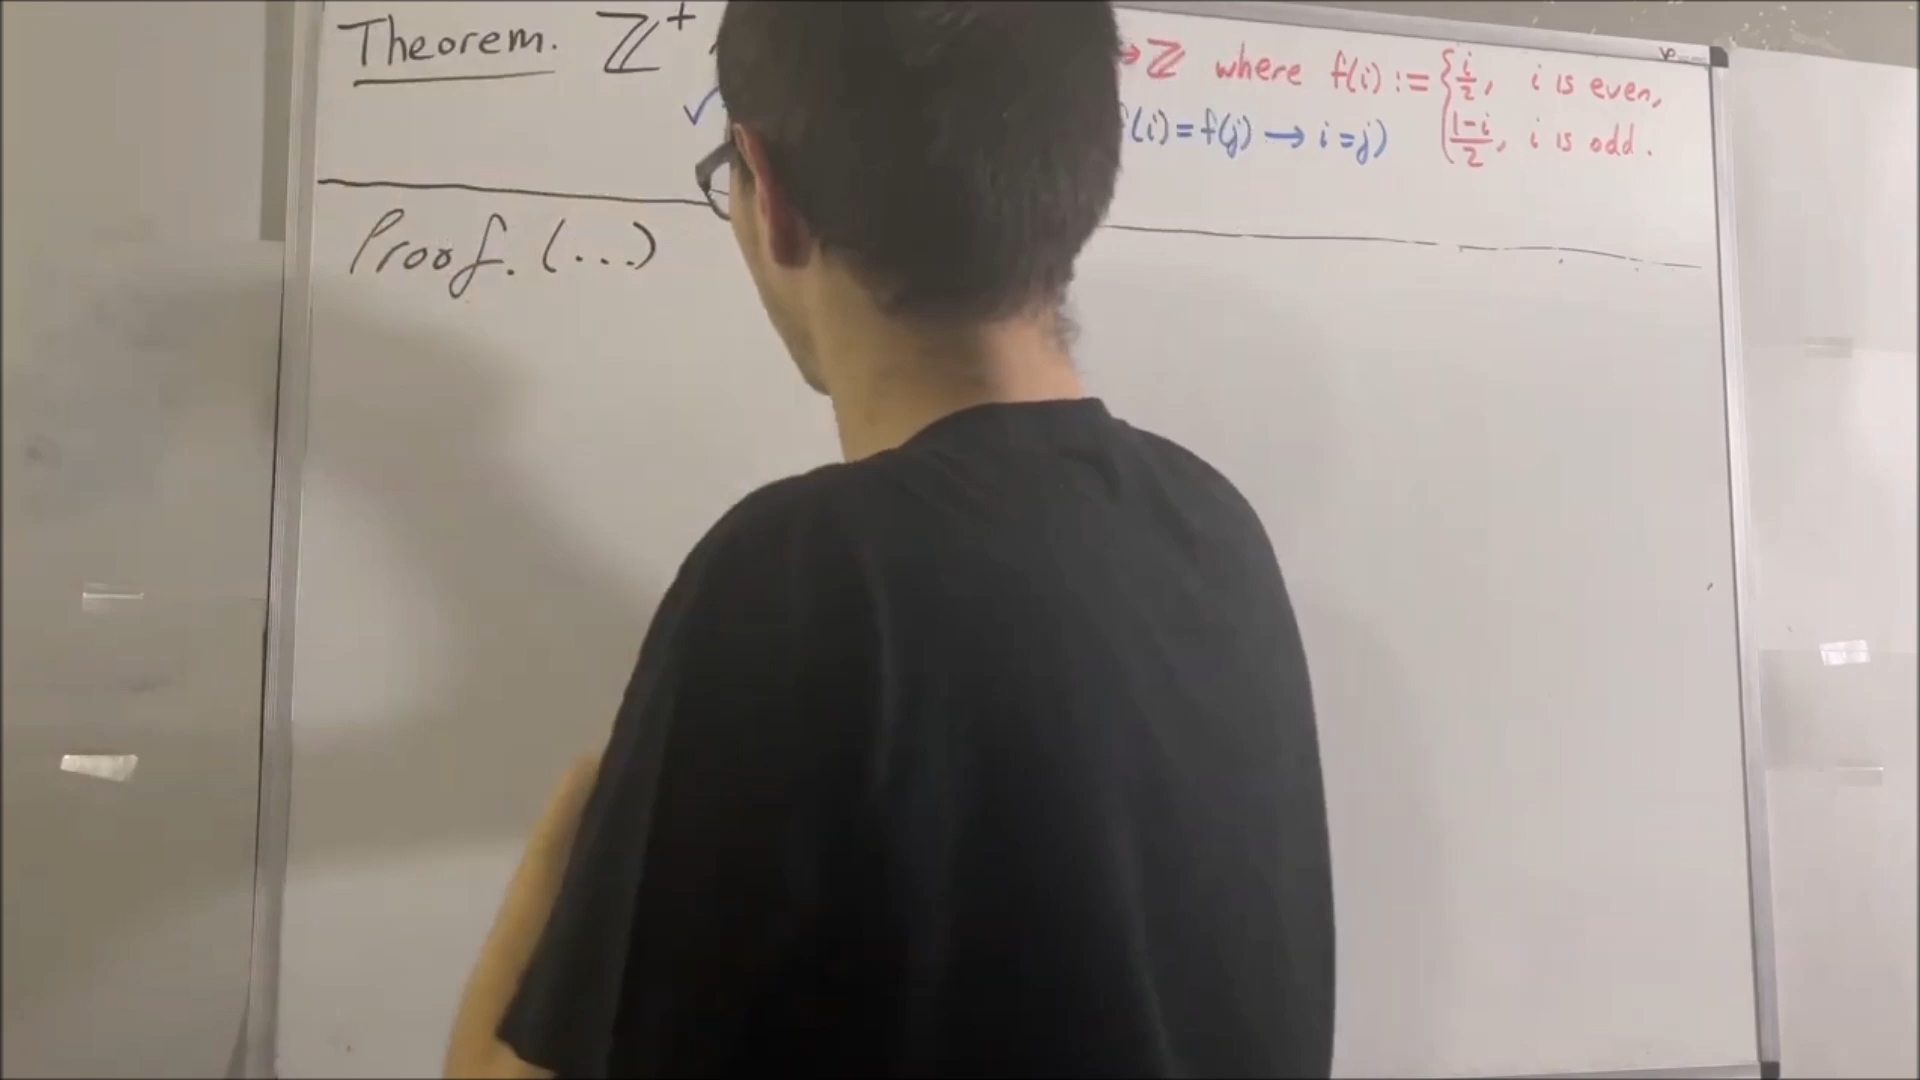 Theorem. ℤ⁺ → ℤ where f(i) := { i/2, i is even,
✓ f(i) = f(j) → i = j) (1-i)/2, i is odd.
Proof. (...)